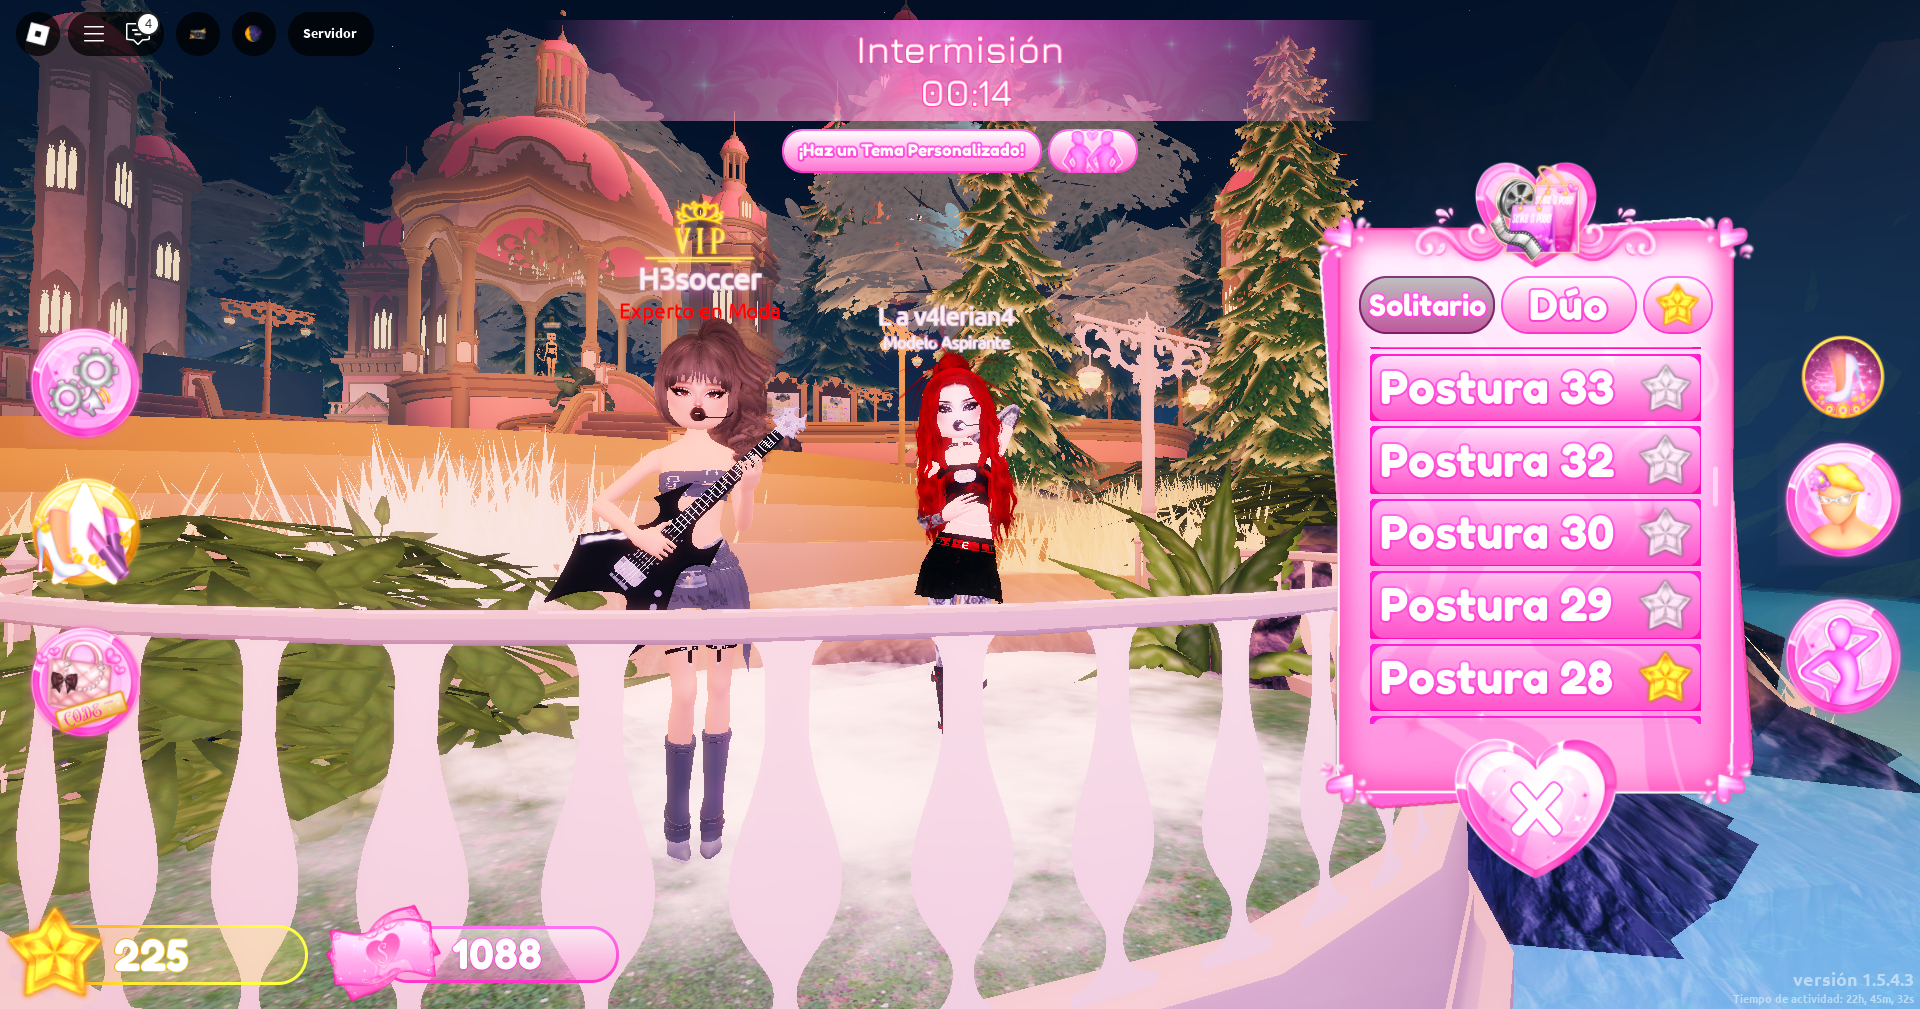 4
Servidor
Intermisión
00:14
¡Haz un Tema Personalizado!
VIP
H3soccer
Experto en Moda
La v4lerian4
Modelo Aspirante
Solitario
Dúo
Postura 33
Postura 32
Postura 30
Postura 29
Postura 28
CODE
225
1088
versión 1.5.4.3
Tiempo de actividad: 22h, 45m, 32s